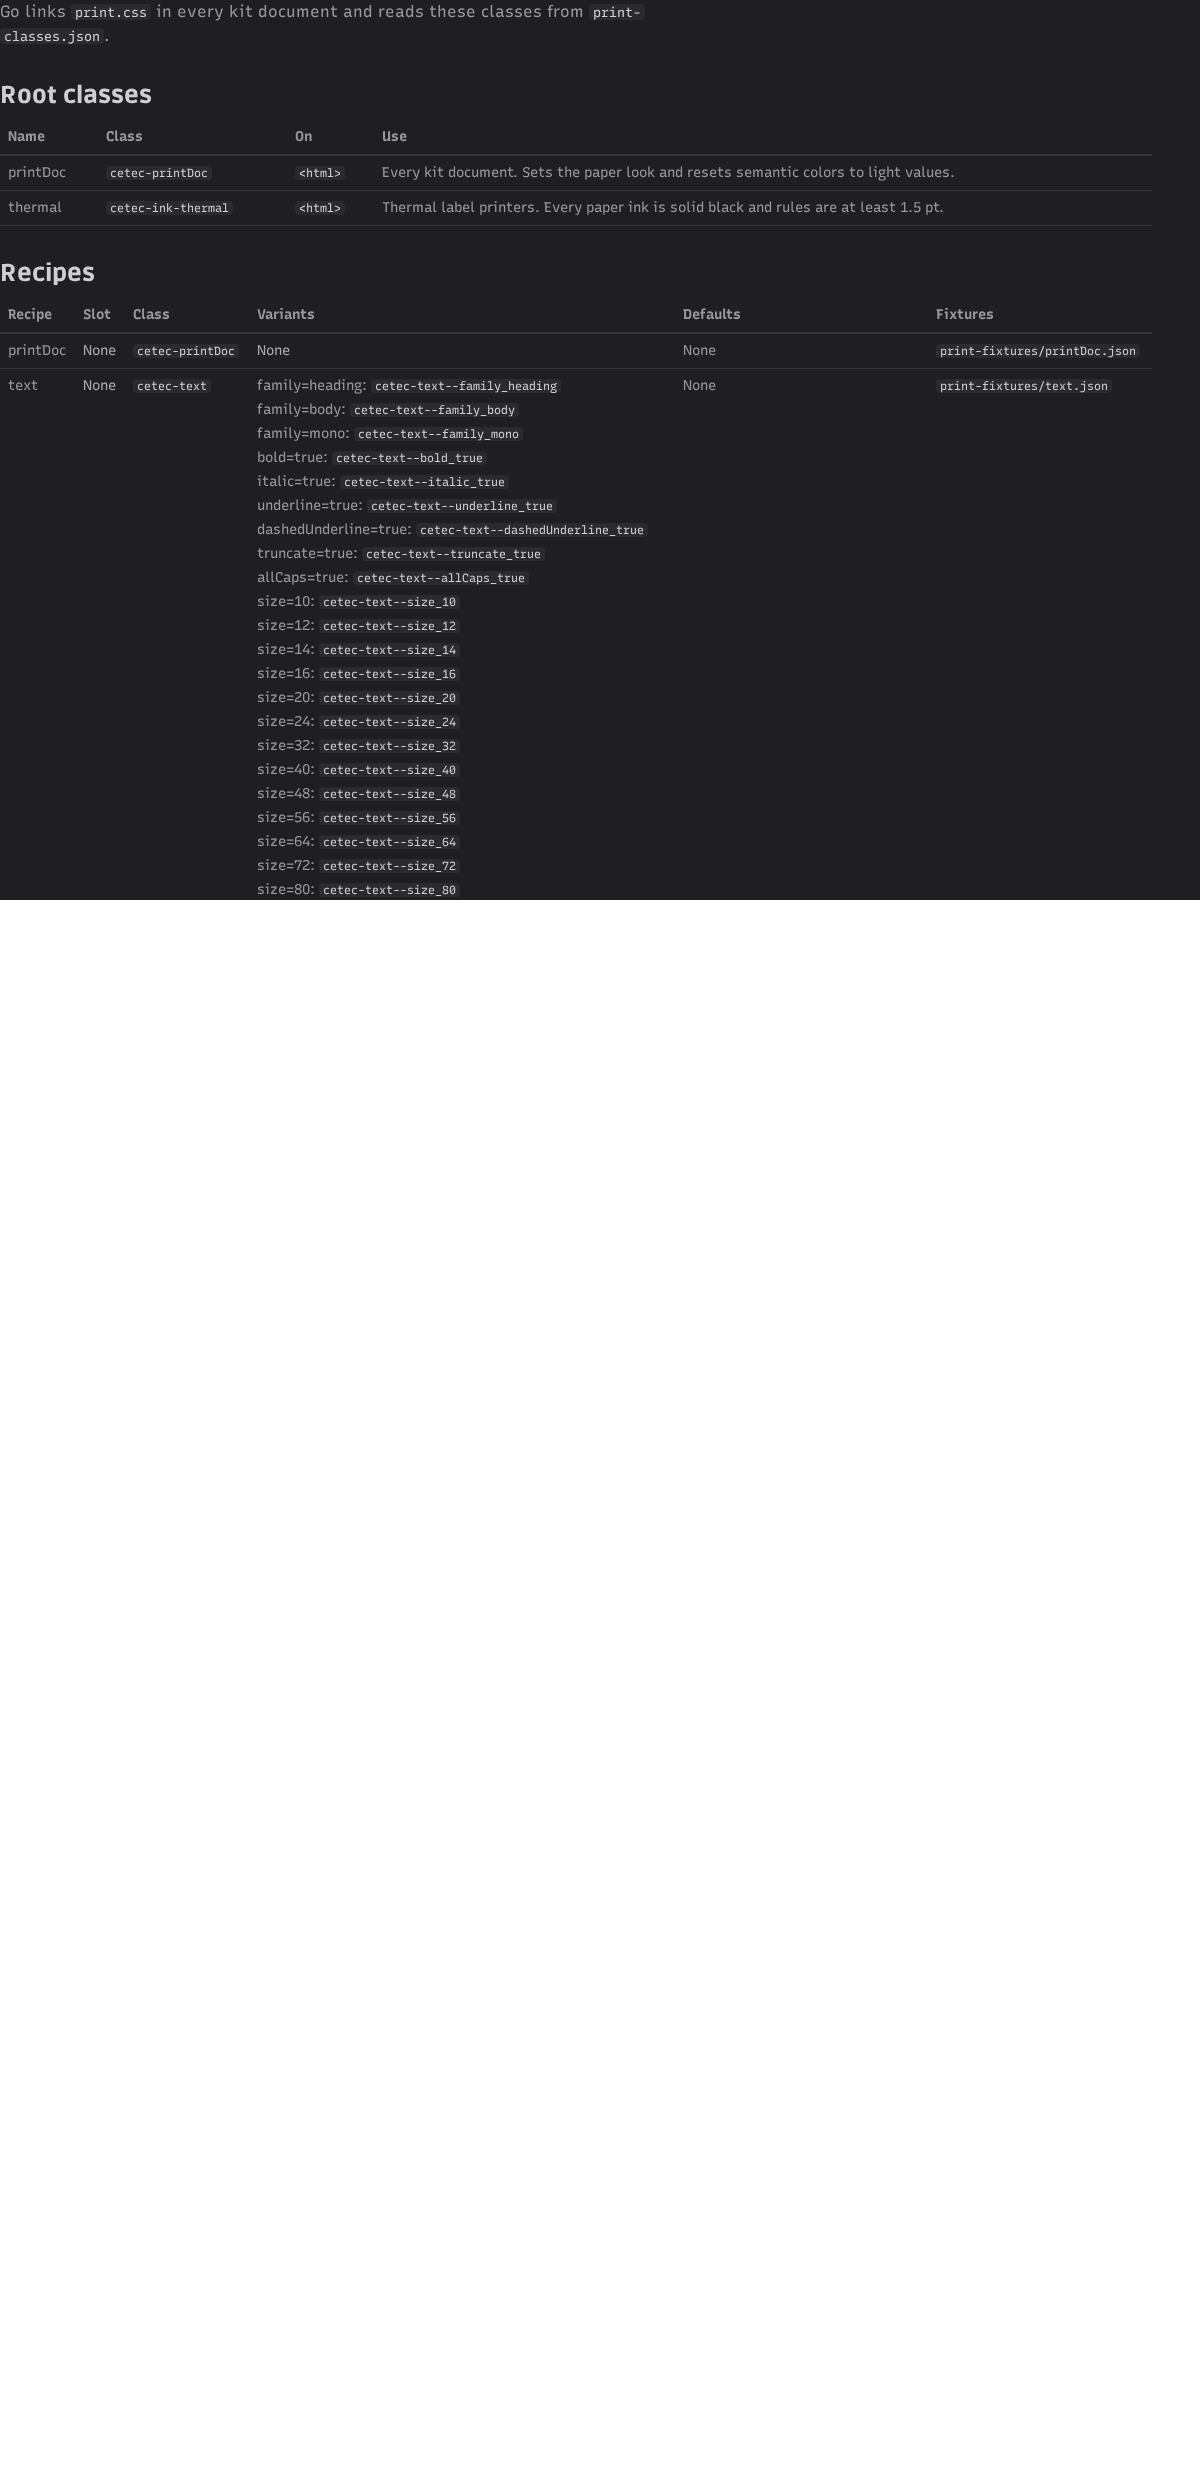 Go links print.css in every kit document and reads these classes from print-
classes.json.
Root classes
Name Class On Use
printDoc cetec-printDoc <html> Every kit document. Sets the paper look and resets semantic colors to light values.
thermal cetec-ink-thermal <html> Thermal label printers. Every paper ink is solid black and rules are at least 1.5 pt.
Recipes
Recipe Slot Class Variants Defaults Fixtures
printDoc None cetec-printDoc None None print-fixtures/printDoc.json
text None cetec-text family=heading: cetec-text--family_heading None print-fixtures/text.json
family=body: cetec-text--family_body
family=mono: cetec-text--family_mono
bold=true: cetec-text--bold_true
italic=true: cetec-text--italic_true
underline=true: cetec-text--underline_true
dashedUnderline=true: cetec-text--dashedUnderline_true
truncate=true: cetec-text--truncate_true
allCaps=true: cetec-text--allCaps_true
size=10: cetec-text--size_10
size=12: cetec-text--size_12
size=14: cetec-text--size_14
size=16: cetec-text--size_16
size=20: cetec-text--size_20
size=24: cetec-text--size_24
size=32: cetec-text--size_32
size=40: cetec-text--size_40
size=48: cetec-text--size_48
size=56: cetec-text--size_56
size=64: cetec-text--size_64
size=72: cetec-text--size_72
size=80: cetec-text--size_80